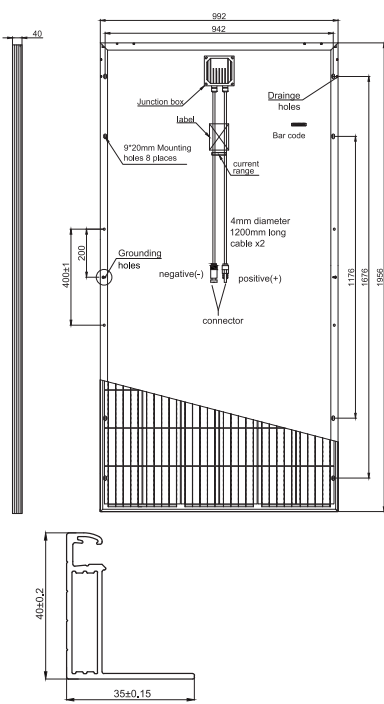 992
40
942
Junction box
Drainge
holes
label
Bar code
9*20mm Mounting
holes 8 places
current
range
4mm diameter
1200mm long
cable x2
200
400±1
Grounding
holes
negative(-)
positive(+)
connector
1176
1676
1956
40±0.2
35±0.15